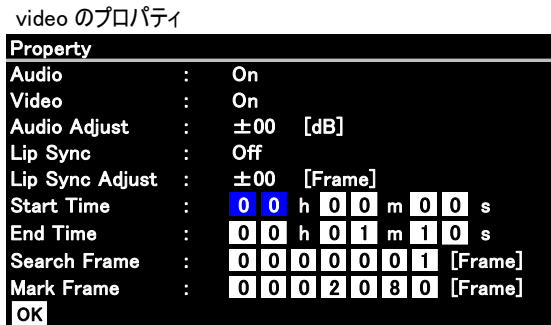 video のプロパティ
Property
Audio : On
Video : On
Audio Adjust : ±00 [dB]
Lip Sync : Off
Lip Sync Adjust : ±00 [Frame]
Start Time : 0 0 h 0 0 m 0 0 s
End Time : 0 0 h 0 1 m 1 0 s
Search Frame : 0 0 0 0 0 0 1 [Frame]
Mark Frame : 0 0 0 2 0 8 0 [Frame]
OK